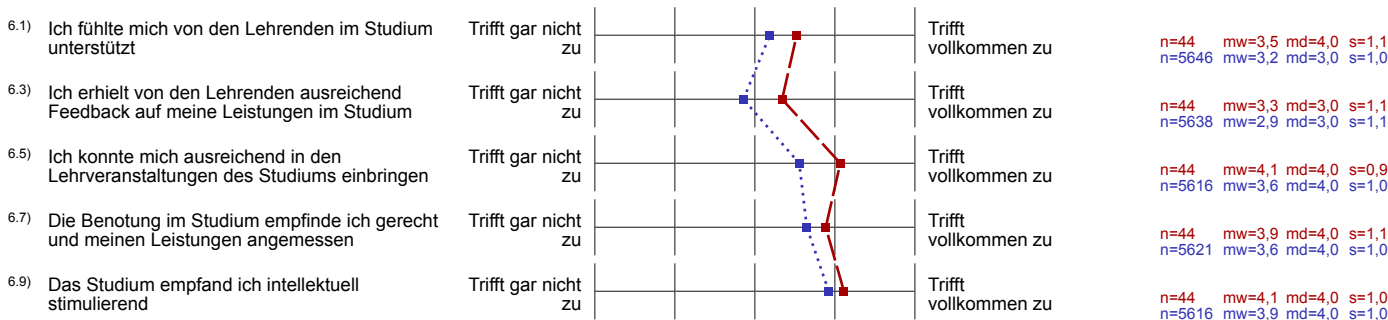 6.1) Ich fühlte mich von den Lehrenden im Studium
unterstützt
Trifft gar nicht
zu
Trifft
vollkommen zu
n=44 mw=3,5 md=4,0 s=1,1
n=5646 mw=3,2 md=3,0 s=1,0
6.3) Ich erhielt von den Lehrenden ausreichend
Feedback auf meine Leistungen im Studium
Trifft gar nicht
zu
Trifft
vollkommen zu
n=44 mw=3,3 md=3,0 s=1,1
n=5638 mw=2,9 md=3,0 s=1,1
6.5) Ich konnte mich ausreichend in den
Lehrveranstaltungen des Studiums einbringen
Trifft gar nicht
zu
Trifft
vollkommen zu
n=44 mw=4,1 md=4,0 s=0,9
n=5616 mw=3,6 md=4,0 s=1,0
6.7) Die Benotung im Studium empfinde ich gerecht
und meinen Leistungen angemessen
Trifft gar nicht
zu
Trifft
vollkommen zu
n=44 mw=3,9 md=4,0 s=1,1
n=5621 mw=3,6 md=4,0 s=1,0
6.9) Das Studium empfand ich intellektuell
stimulierend
Trifft gar nicht
zu
Trifft
vollkommen zu
n=44 mw=4,1 md=4,0 s=1,0
n=5616 mw=3,9 md=4,0 s=1,0